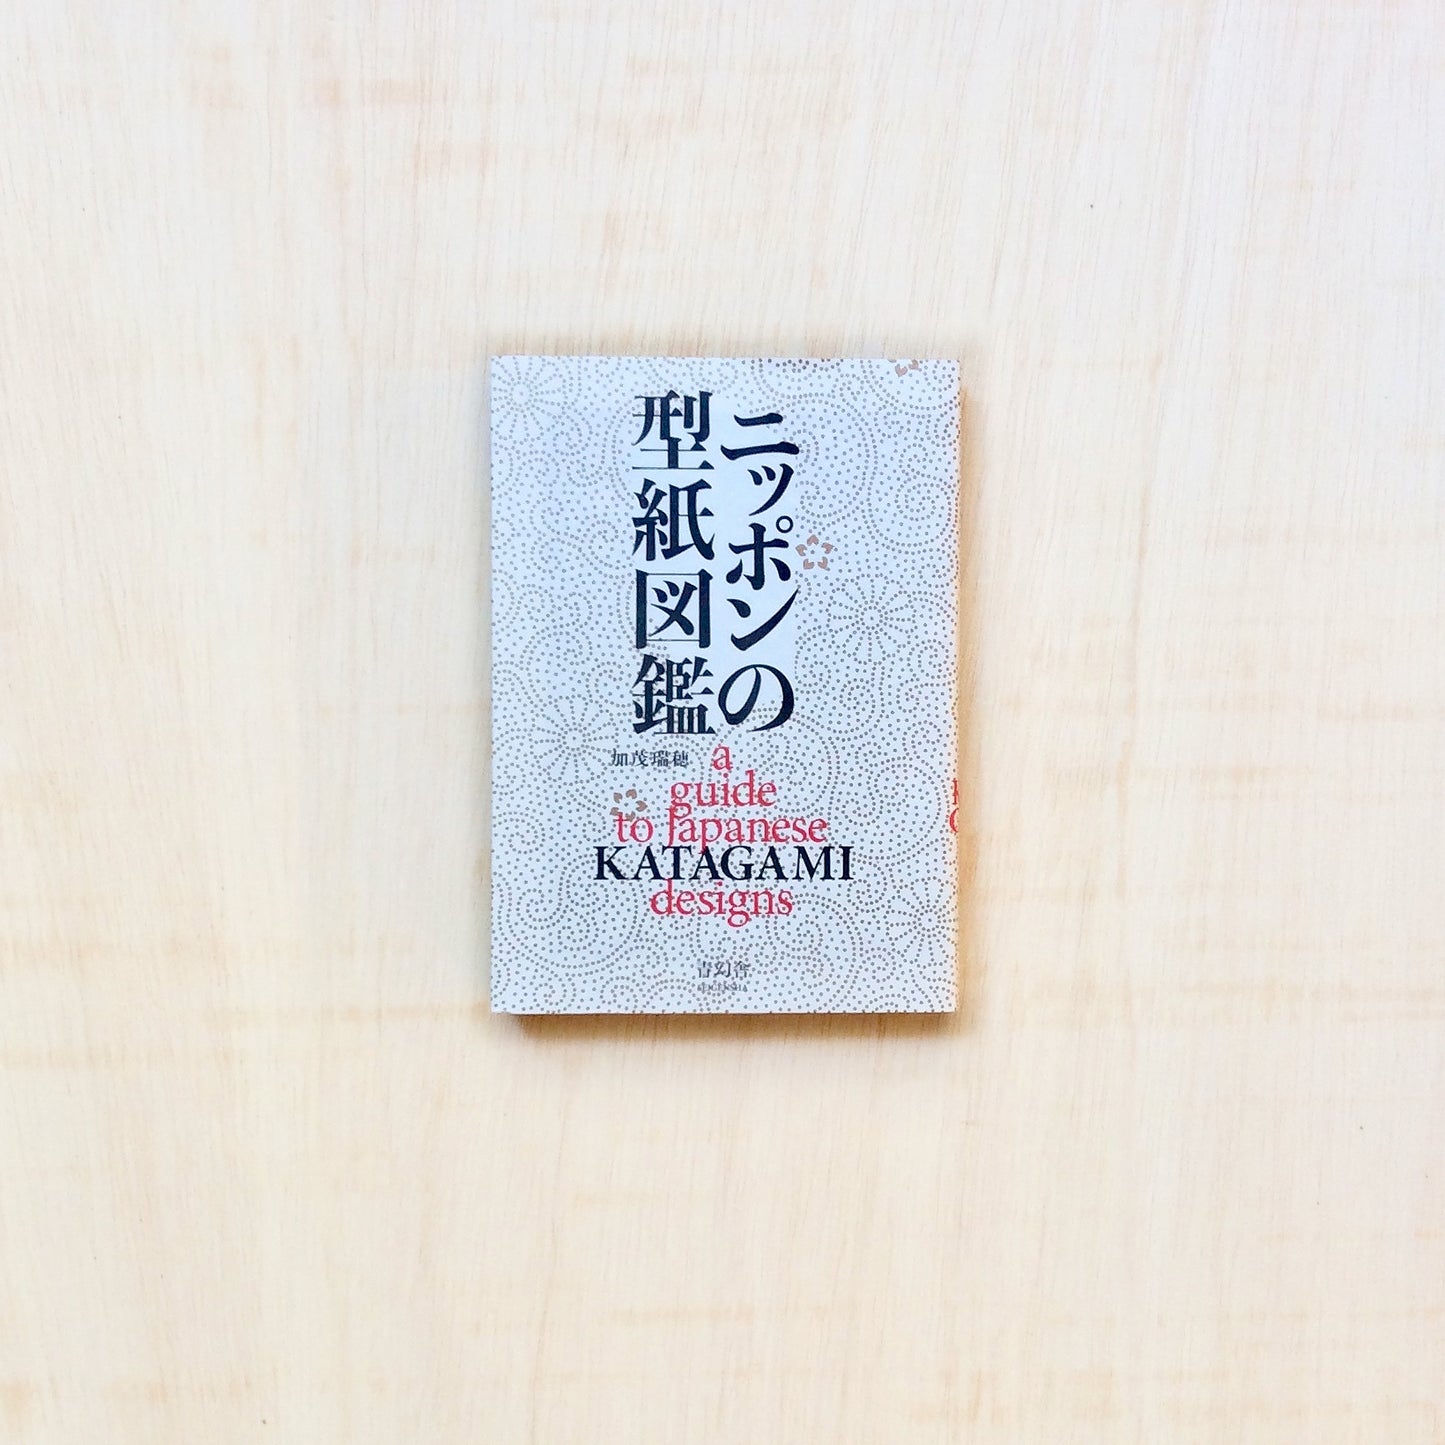 ニッポンの
型紙図鑑
加茂瑞穂
a
guide
to Japanese
KATAGAMI
designs
青幻舎
SEIGENSHA